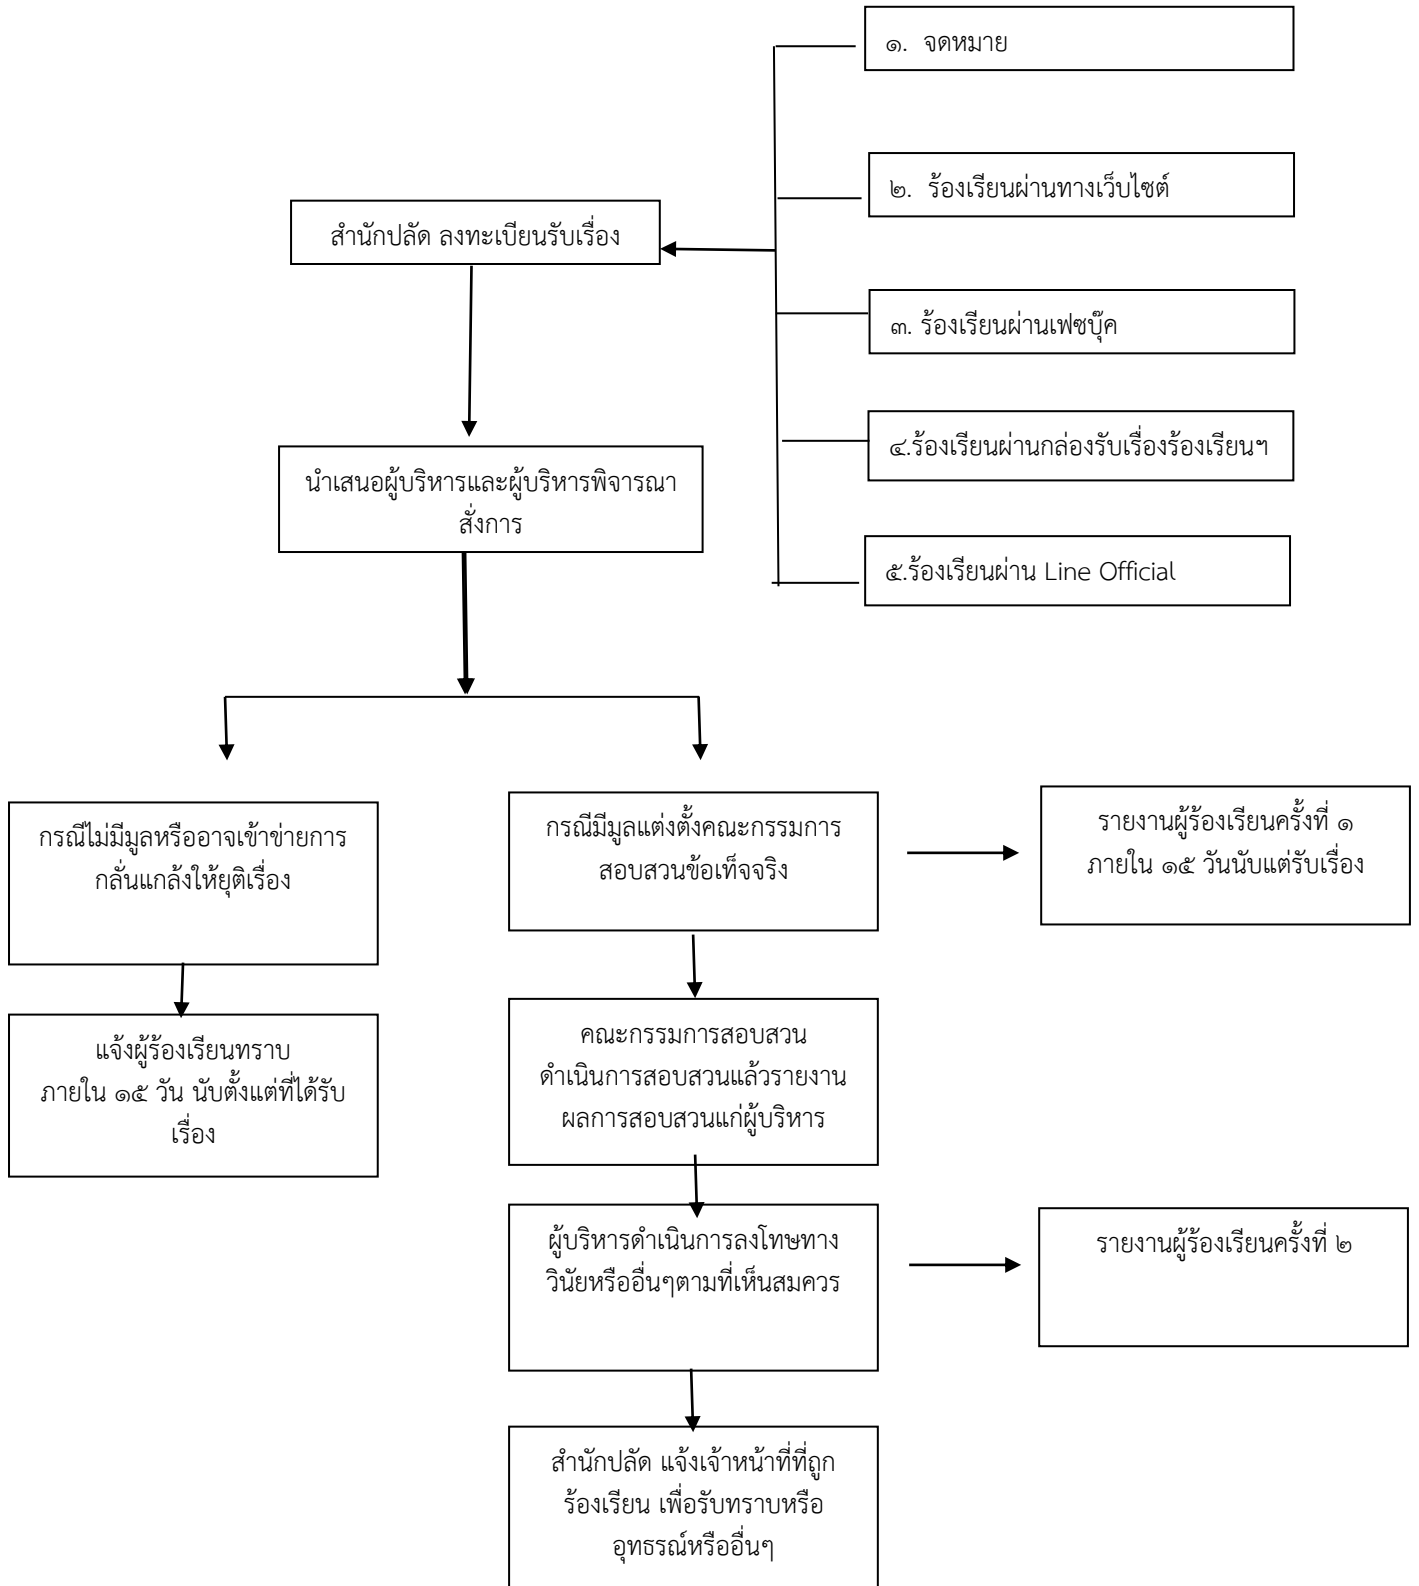 ๑.  จดหมาย
๒.  ร้องเรียนผ่านทางเว็บไซต์
สำนักปลัด ลงทะเบียนรับเรื่อง
๓. ร้องเรียนผ่านเฟซบุ๊ค
๔.ร้องเรียนผ่านกล่องรับเรื่องร้องเรียนฯ
นำเสนอผู้บริหารและผู้บริหารพิจารณา
สั่งการ
๕.ร้องเรียนผ่าน Line Official
กรณีไม่มีมูลหรืออาจเข้าข่ายการ
กลั่นแกล้งให้ยุติเรื่อง
กรณีมีมูลแต่งตั้งคณะกรรมการ
สอบสวนข้อเท็จจริง
รายงานผู้ร้องเรียนครั้งที่ ๑
ภายใน ๑๕ วันนับแต่รับเรื่อง
แจ้งผู้ร้องเรียนทราบ
ภายใน ๑๕ วัน นับตั้งแต่ที่ได้รับ
เรื่อง
คณะกรรมการสอบสวน
ดำเนินการสอบสวนแล้วรายงาน
ผลการสอบสวนแก่ผู้บริหาร
ผู้บริหารดำเนินการลงโทษทาง
วินัยหรืออื่นๆตามที่เห็นสมควร
รายงานผู้ร้องเรียนครั้งที่ ๒
สำนักปลัด แจ้งเจ้าหน้าที่ที่ถูก
ร้องเรียน เพื่อรับทราบหรือ
อุทธรณ์หรืออื่นๆ